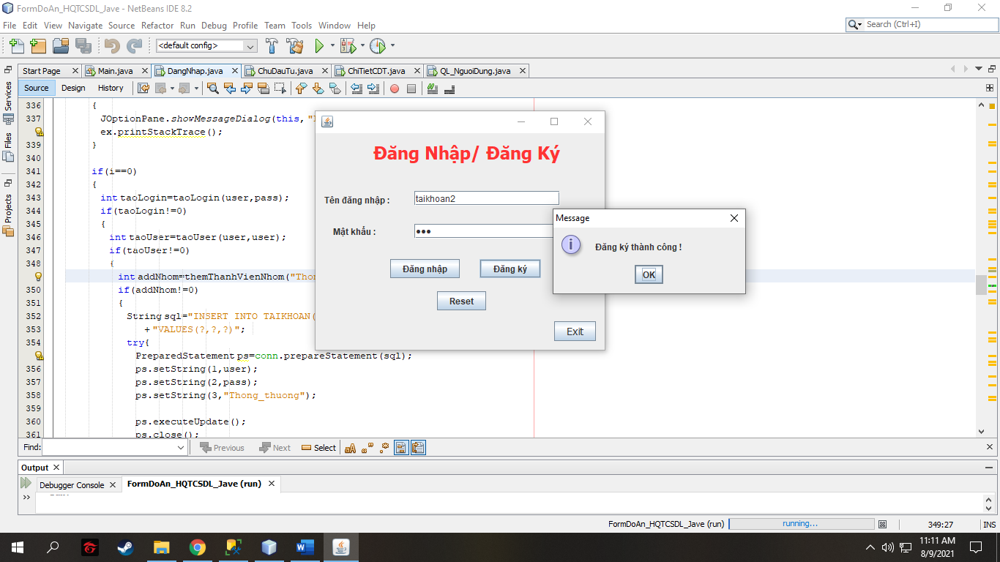 FormDoAn_HQTCSDL_Jave - NetBeans IDE 8.2
File Edit View Navigate Source Refactor Run Debug Profile Team Tools Window Help
Search (Ctrl+I)
<default config>
Start Page Main.java DangNhap.java ChuDauTu.java ChiTietCDT.java QL_NguoiDung.java
Source Design History
Services
Files
Projects
336 {
337 JOptionPane.showMessageDialog(this,
ex.printStackTrace();
339 }
340
341 if(i==0)
342 {
343 int taoLogin=taoLogin(user,pass);
344 if(taoLogin!=0)
345 {
346 int taoUser=taoUser(user,user);
347 if(taoUser!=0)
348 {
int addNhom=themThanhVienNhom("Thon
350 if(addNhom!=0)
351 {
352 String sql="INSERT INTO TAIKHOAN(
353 + "VALUES(?,?,?)";
354 try{
PreparedStatement ps=conn.prepareStatement(sql);
356 ps.setString(1,user);
357 ps.setString(2,pass);
358 ps.setString(3,"Thong_thuong");
359
360 ps.executeUpdate();
361 ps.close();
Đăng Nhập/ Đăng Ký
Tên đăng nhập : taikhoan2
Mật khẩu : ●●●
Đăng nhập Đăng ký
Reset
Exit
Message
Đăng ký thành công !
OK
Find: Previous Next Select
Output
Debugger Console FormDoAn_HQTCSDL_Jave (run)
FormDoAn_HQTCSDL_Jave (run) running... 349:27 INS
11:11 AM
8/9/2021